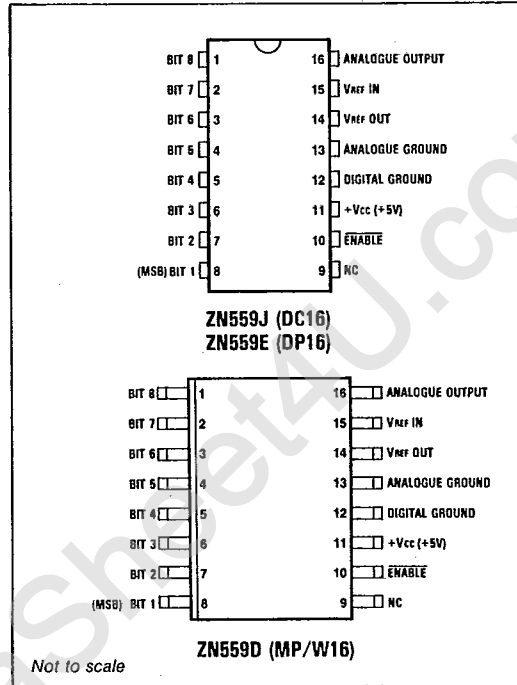 BIT 8 1 16 ANALOGUE OUTPUT
BIT 7 2 15 VREF IN
BIT 6 3 14 VREF OUT
BIT 5 4 13 ANALOGUE GROUND
BIT 4 5 12 DIGITAL GROUND
BIT 3 6 11 +VCC (+5V)
BIT 2 7 10 ENABLE
(MSB) BIT 1 8 9 NC
ZN559J (DC16)
ZN559E (DP16)
BIT 8 1 16 ANALOGUE OUTPUT
BIT 7 2 15 VREF IN
BIT 6 3 14 VREF OUT
BIT 5 4 13 ANALOGUE GROUND
BIT 4 5 12 DIGITAL GROUND
BIT 3 6 11 +VCC (+5V)
BIT 2 7 10 ENABLE
(MSB) BIT 1 8 9 NC
ZN559D (MP/W16)
Not to scale
aSheet4U.co